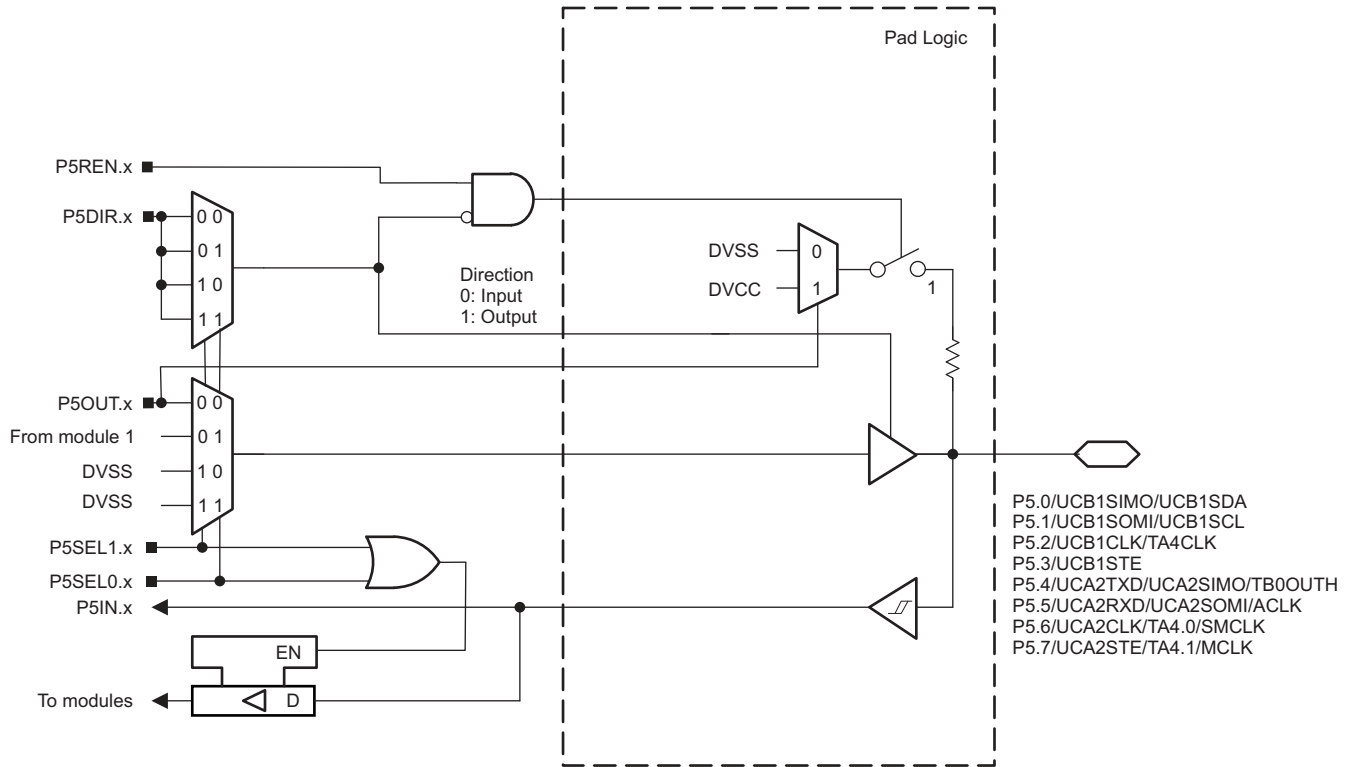 Pad Logic
P5REN.x
P5DIR.x
0 0
0 1
1 0
1 1
Direction
0: Input
1: Output
DVSS
0
DVCC
1
1
P5OUT.x
0 0
From module 1
0 1
DVSS
1 0
DVSS
1 1
P5SEL1.x
P5SEL0.x
P5IN.x
EN
To modules
D
P5.0/UCB1SIMO/UCB1SDA
P5.1/UCB1SOMI/UCB1SCL
P5.2/UCB1CLK/TA4CLK
P5.3/UCB1STE
P5.4/UCA2TXD/UCA2SIMO/TB0OUTH
P5.5/UCA2RXD/UCA2SOMI/ACLK
P5.6/UCA2CLK/TA4.0/SMCLK
P5.7/UCA2STE/TA4.1/MCLK